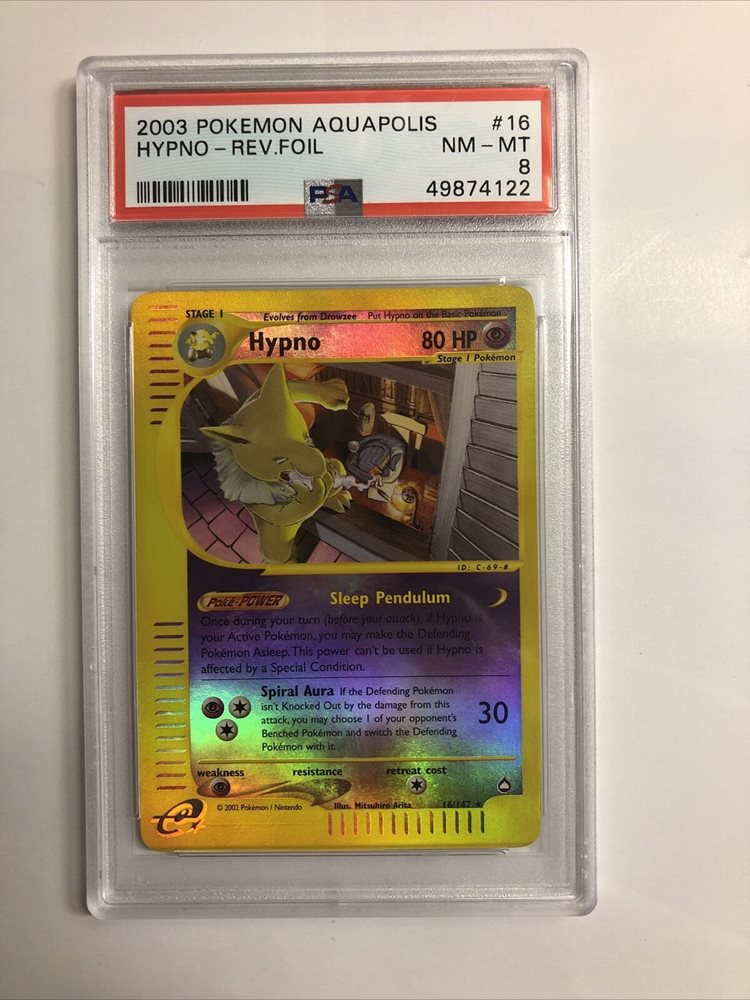 2003 POKEMON AQUAPOLIS #16
HYPNO - REV.FOIL NM - MT
8
PSA 49874122
STAGE 1 Evolves from Drowzee Put Hypno on the Basic Pokémon
Hypno 80 HP
Stage 1 Pokémon
ID: C-69-#
Poké-POWER Sleep Pendulum
Once during your turn (before your attack), if Hypno is
your Active Pokémon, you may make the Defending
Pokémon Asleep. This power can't be used if Hypno is
affected by a Special Condition.
Spiral Aura If the Defending Pokémon
isn't Knocked Out by the damage from this
attack, you may choose 1 of your opponent's
Benched Pokémon and switch the Defending
Pokémon with it.
30
weakness resistance retreat cost
© 2002 Pokémon / Nintendo Illus. Mitsuhiro Arita 16/147 ★
e